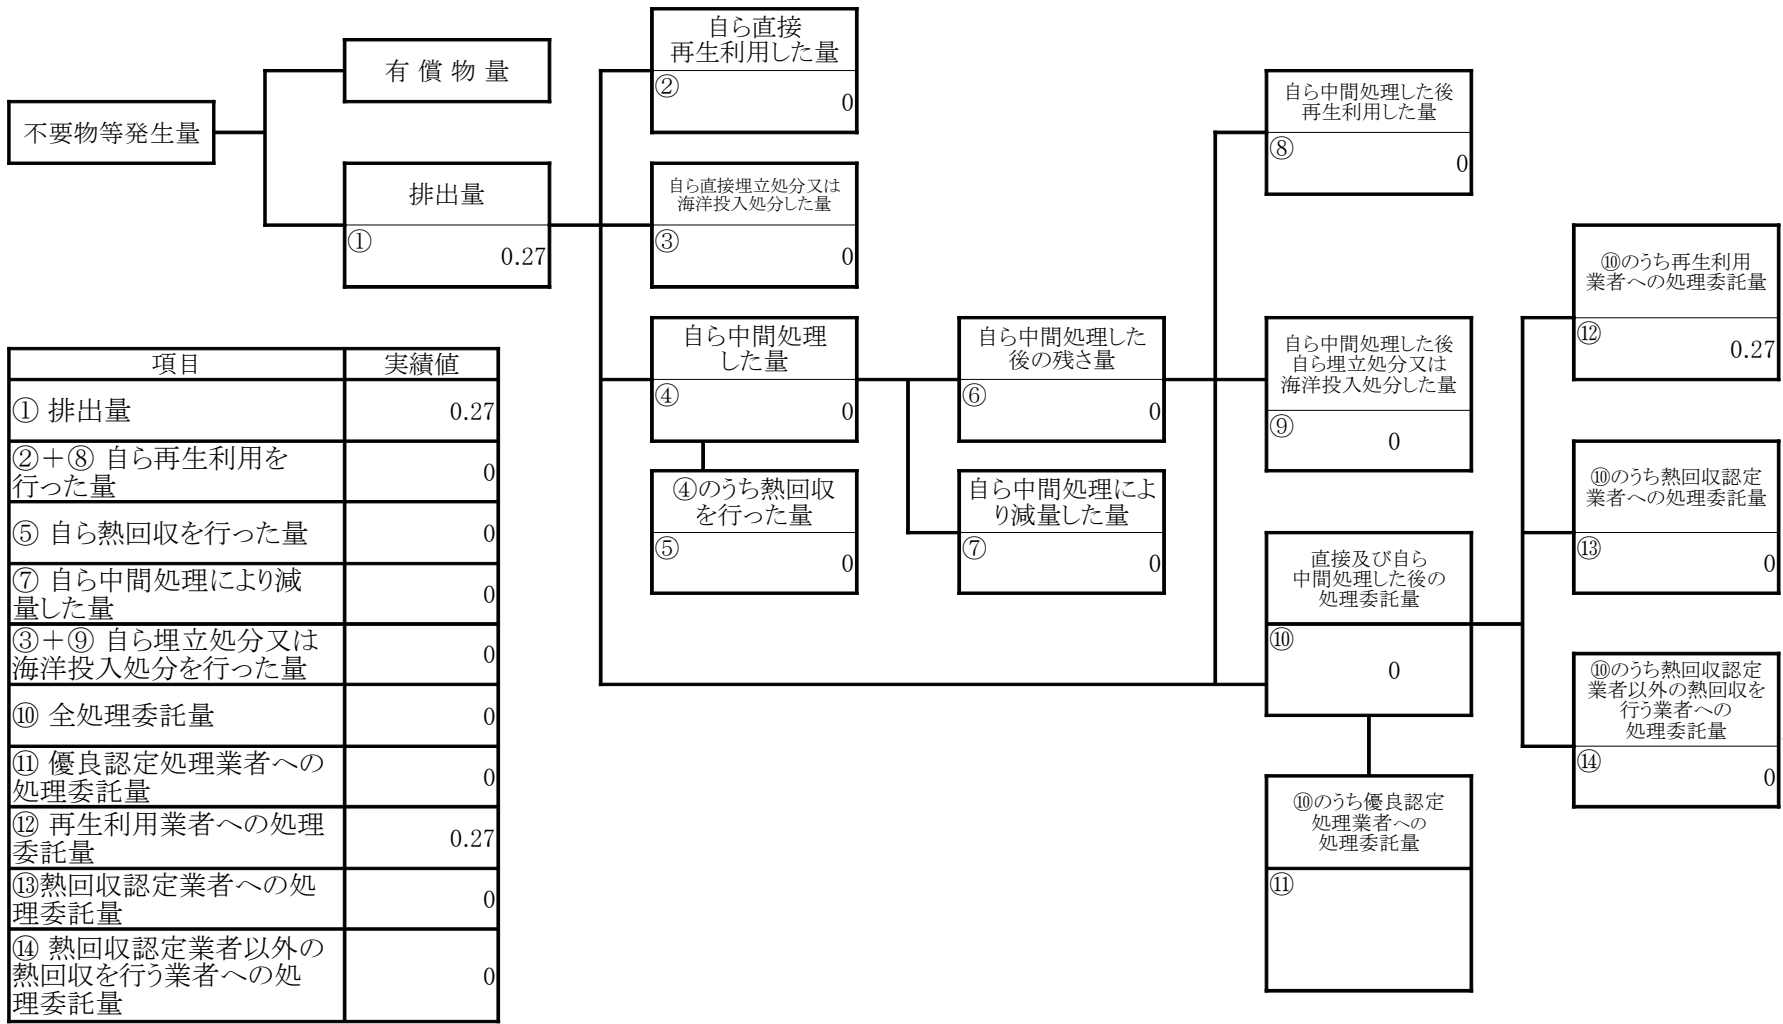 不要物等発生量
有 償 物 量
排出量
①
0.27
自ら直接
再生利用した量
②
0
自ら直接埋立処分又は
海洋投入処分した量
③
0
自ら中間処理
した量
④
0
④のうち熱回収
を行った量
⑤
0
自ら中間処理した
後の残さ量
⑥
0
自ら中間処理によ
り減量した量
⑦
0
自ら中間処理した後
再生利用した量
⑧
0
自ら中間処理した後
自ら埋立処分又は
海洋投入処分した量
⑨
0
直接及び自ら
中間処理した後の
処理委託量
⑩
0
⑩のうち優良認定
処理業者への
処理委託量
⑪
⑩のうち再生利用
業者への処理委託量
⑫
0.27
⑩のうち熱回収認定
業者への処理委託量
⑬
0
⑩のうち熱回収認定
業者以外の熱回収を
行う業者への
処理委託量
⑭
0
項目 実績値
① 排出量 0.27
②＋⑧ 自ら再生利用を
行った量
0
⑤ 自ら熱回収を行った量 0
⑦ 自ら中間処理により減
量した量
0
③＋⑨ 自ら埋立処分又は
海洋投入処分を行った量
0
⑩ 全処理委託量 0
⑪ 優良認定処理業者への
処理委託量
0
⑫ 再生利用業者への処理
委託量
0.27
⑬熱回収認定業者への処
理委託量
0
⑭ 熱回収認定業者以外の
熱回収を行う業者への処
理委託量
0